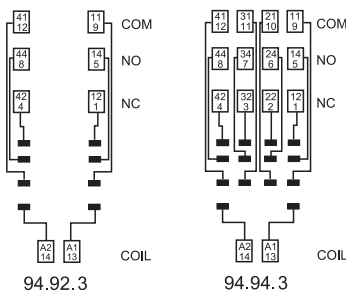 41 11 COM 41 31 21 11 COM
12 9 12 11 10 9
44 14 NO 44 34 24 14 NO
8 5 8 7 6 5
42 12 NC 42 32 22 12 NC
4 1 4 3 2 1
A2 A1 COIL A2 A1 COIL
14 13 14 13
94.92.3 94.94.3